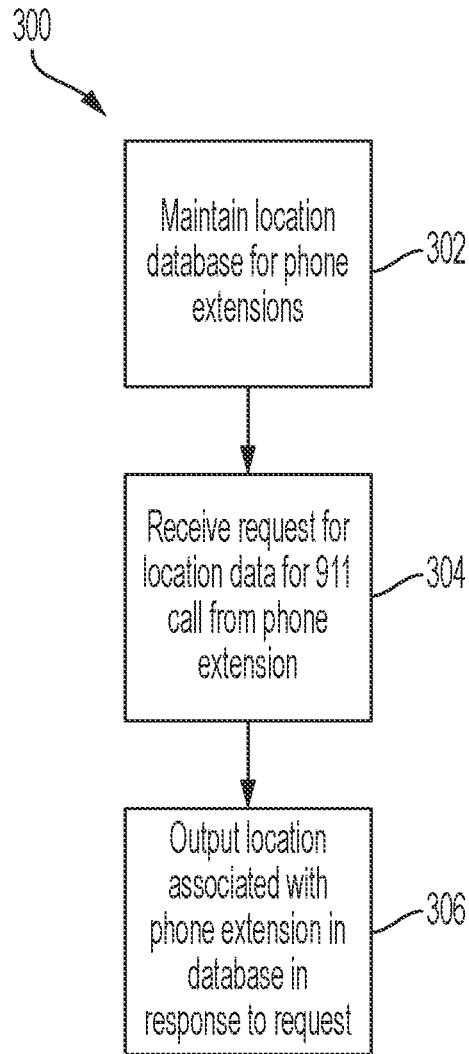 300
Maintain location
database for phone
extensions
302
Receive request for
location data for 911
call from phone
extension
304
Output location
associated with
phone extension in
database in
response to request
306